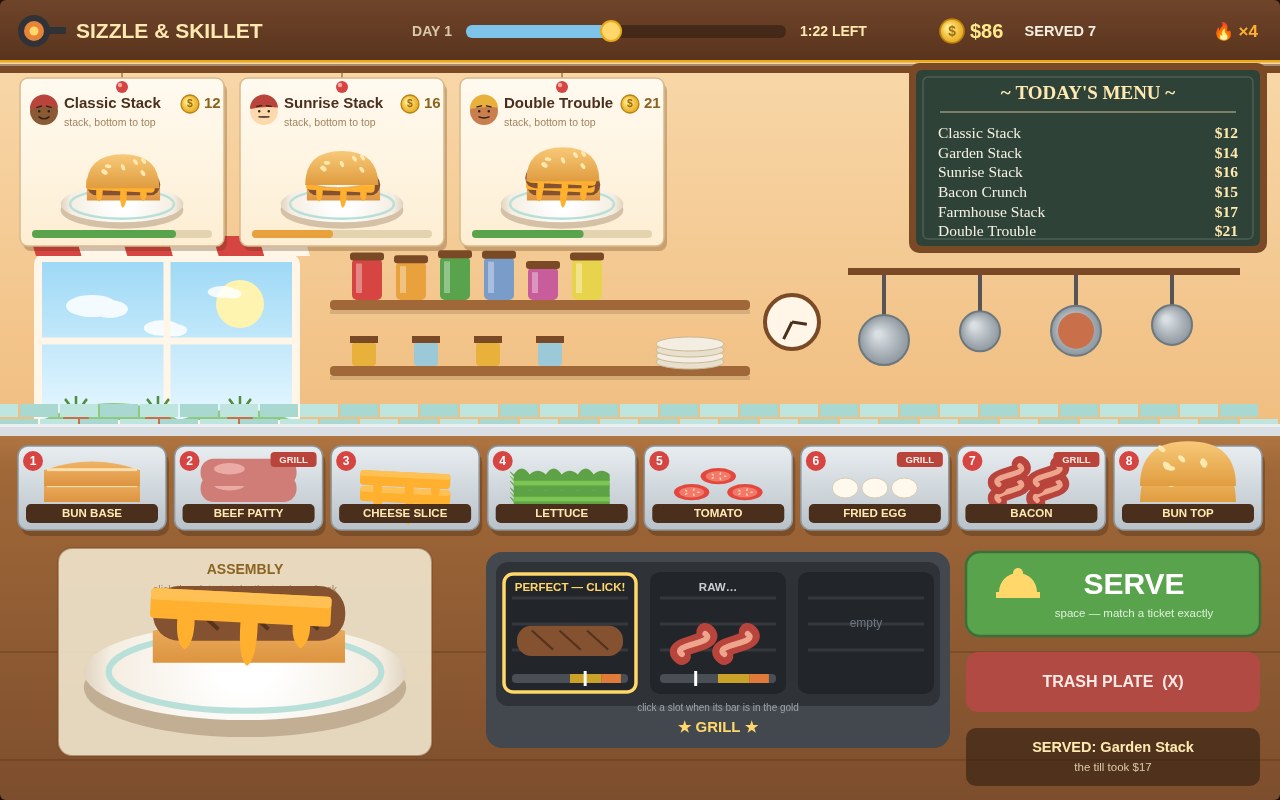 SIZZLE & SKILLET
DAY 1
1:22 LEFT
$ $86
SERVED 7
×4
Classic Stack $ 12
stack, bottom to top
Sunrise Stack $ 16
stack, bottom to top
Double Trouble $ 21
stack, bottom to top
~ TODAY'S MENU ~
Classic Stack $12
Garden Stack $14
Sunrise Stack $16
Bacon Crunch $15
Farmhouse Stack $17
Double Trouble $21
1
BUN BASE
2
GRILL
BEEF PATTY
3
CHEESE SLICE
4
LETTUCE
5
TOMATO
6
GRILL
FRIED EGG
7
GRILL
BACON
8
BUN TOP
ASSEMBLY
PERFECT — CLICK!
RAW…
empty
click a slot when its bar is in the gold
★ GRILL ★
SERVE
space — match a ticket exactly
TRASH PLATE (X)
SERVED: Garden Stack
the till took $17